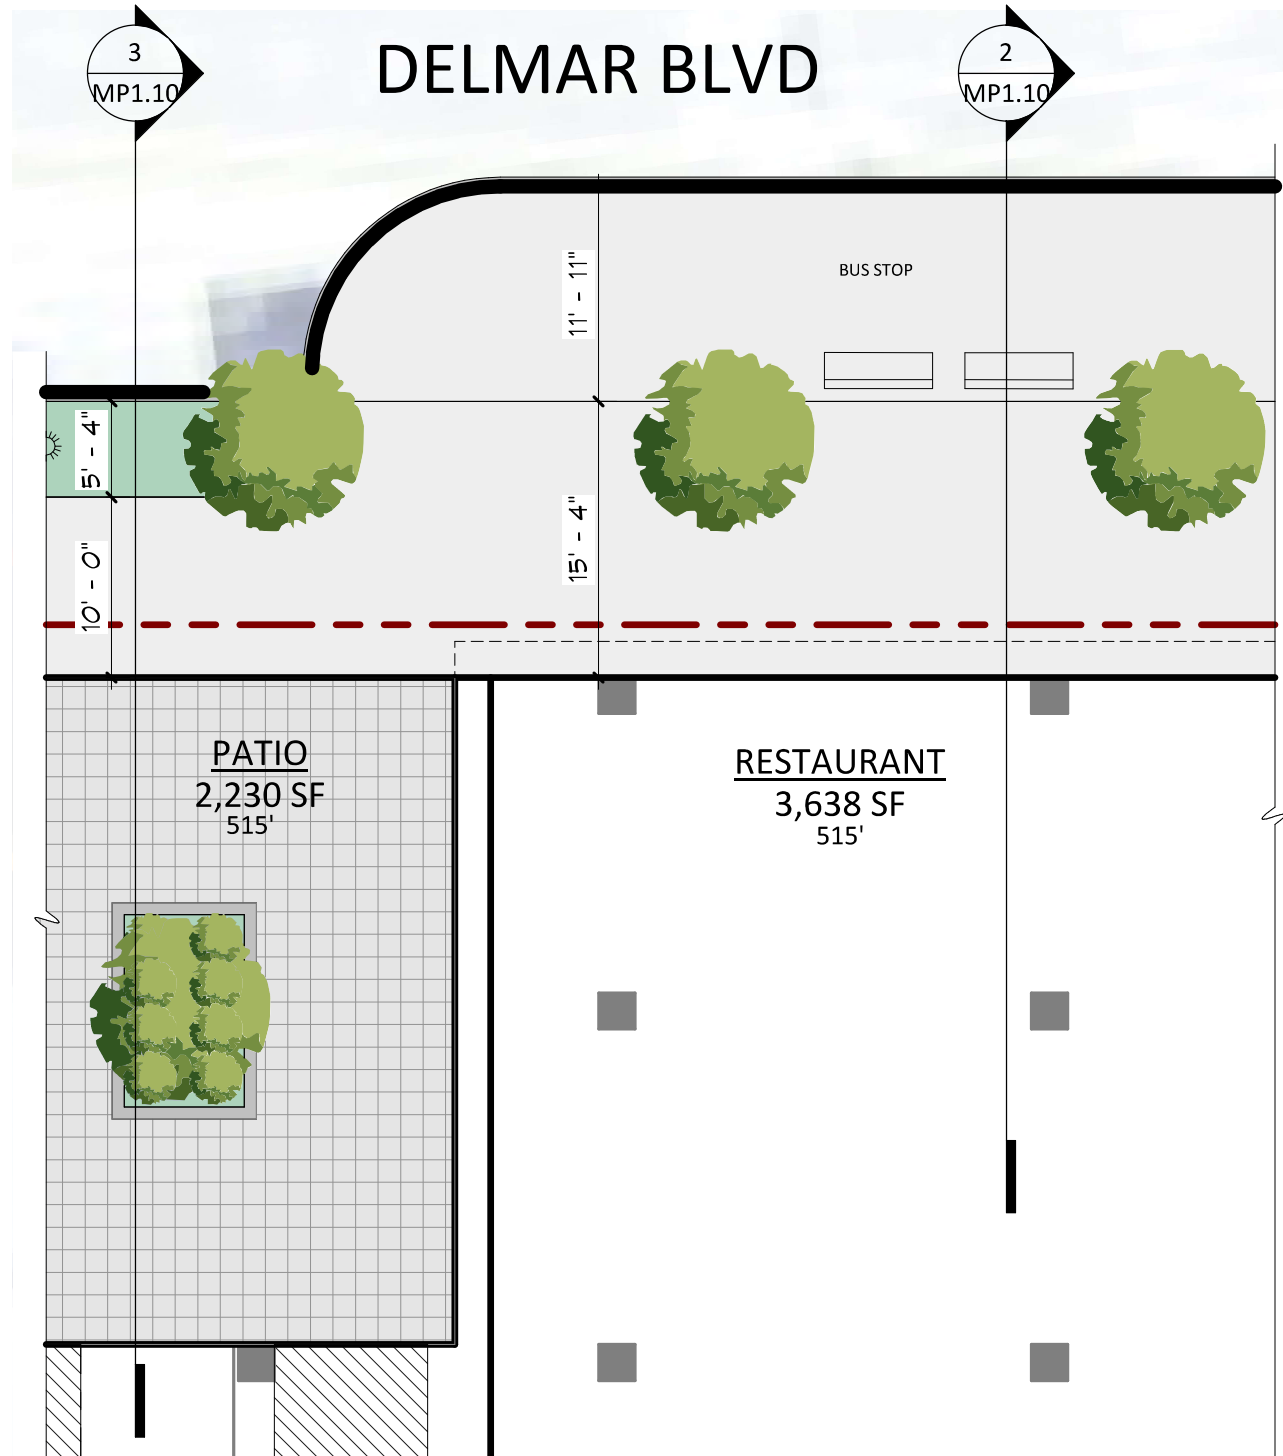 3
MP1.10
DELMAR BLVD
2
MP1.10
11' - 11"
BUS STOP
5' - 4"
15' - 4"
10' - 0"
PATIO
2,230 SF
515'
RESTAURANT
3,638 SF
515'